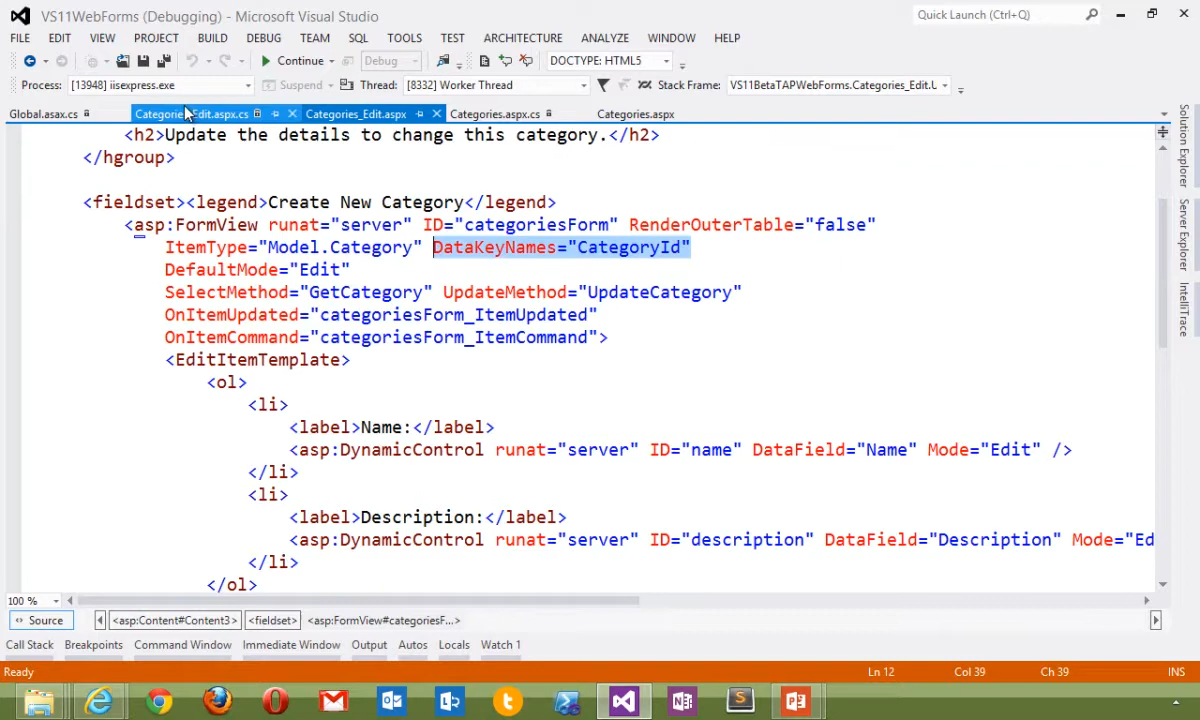 VS11WebForms (Debugging) - Microsoft Visual Studio
Quick Launch (Ctrl+Q)
FILE EDIT VIEW PROJECT BUILD DEBUG TEAM SQL TOOLS TEST ARCHITECTURE ANALYZE WINDOW HELP
Continue Debug DOCTYPE: HTML5
Process: [13948] iisexpress.exe Suspend Thread: [8332] Worker Thread Stack Frame: VS11BetaTAPWebForms.Categories_Edit.U
Global.asax.cs Categories_Edit.aspx.cs Categories_Edit.aspx Categories.aspx.cs Categories.aspx
<h2>Update the details to change this category.</h2>
</hgroup>
<fieldset><legend>Create New Category</legend>
<asp:FormView runat="server" ID="categoriesForm" RenderOuterTable="false"
ItemType="Model.Category" DataKeyNames="CategoryId"
DefaultMode="Edit"
SelectMethod="GetCategory" UpdateMethod="UpdateCategory"
OnItemUpdated="categoriesForm_ItemUpdated"
OnItemCommand="categoriesForm_ItemCommand">
<EditItemTemplate>
<ol>
<li>
<label>Name:</label>
<asp:DynamicControl runat="server" ID="name" DataField="Name" Mode="Edit" />
</li>
<li>
<label>Description:</label>
<asp:DynamicControl runat="server" ID="description" DataField="Description" Mode="Ed
</li>
</ol>
Solution Explorer
Server Explorer
IntelliTrace
100 %
Source <asp:Content#Content3> <fieldset> <asp:FormView#categoriesF...>
Call Stack Breakpoints Command Window Immediate Window Output Watch 1 Autos Locals
Ready Ln 12 Col 39 Ch 39 INS